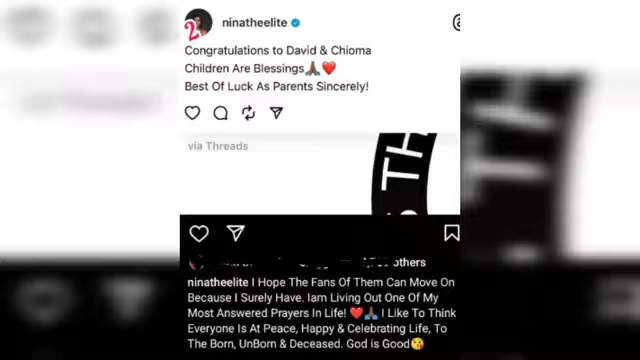 ninatheelite
Congratulations to David & Chioma
Children Are Blessings🙏🏾❤️
Best Of Luck As Parents Sincerely!
via Threads
TH
others
ninatheelite I Hope The Fans Of Them Can Move On
Because I Surely Have. Iam Living Out One Of My
Most Answered Prayers In Life! ❤️🙏🏾 I Like To Think
Everyone Is At Peace, Happy & Celebrating Life, To
The Born, UnBorn & Deceased. God is Good😘